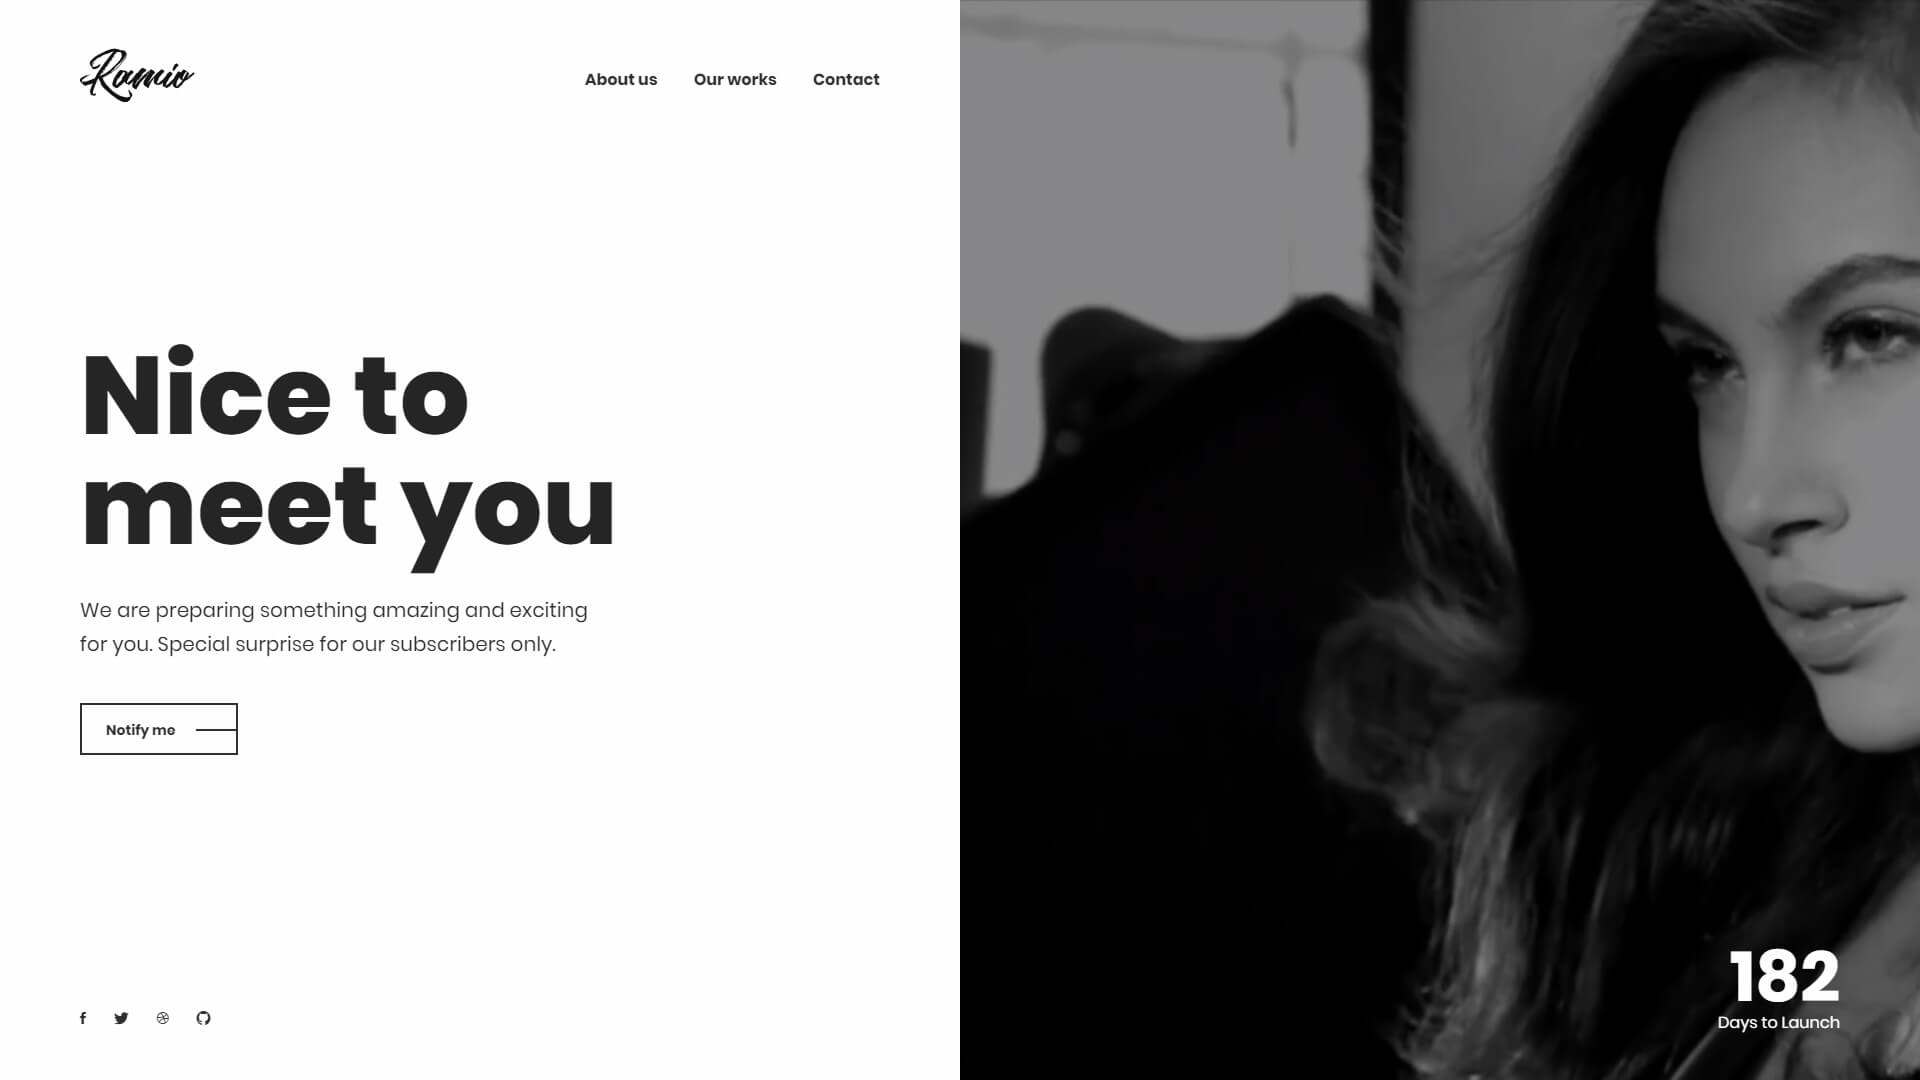 Ramio
About us
Our works
Contact
Nice to
meet you
We are preparing something amazing and exciting
for you. Special surprise for our subscribers only.
Notify me
182
Days to Launch